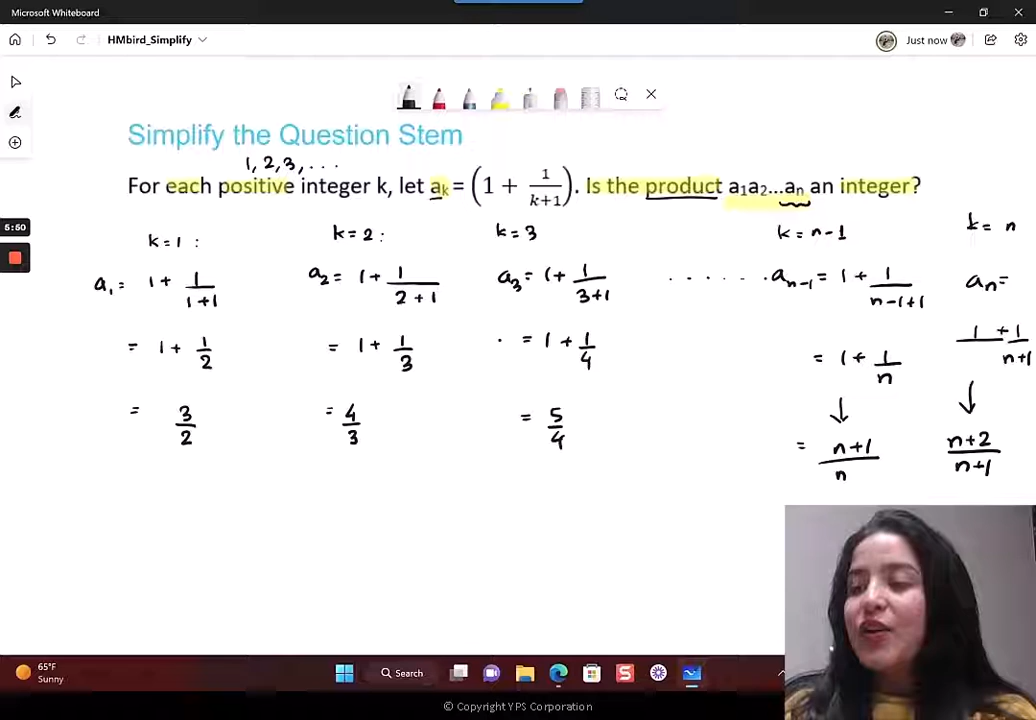 Microsoft Whiteboard
HMbird_Simplify
Just now
Simplify the Question Stem
1, 2, 3, ...
For each positive integer k, let a_k = (1 + 1/(k+1)). Is the product a₁a₂...aₙ an integer?
5:50
k = 1 :
k = 2 :
k = 3
k = n-1
k = n
a₁ = 1 + 1/(1+1)
a₂ = 1 + 1/(2+1)
a₃ = 1 + 1/(3+1)
. . . . . . . aₙ₋₁ = 1 + 1/(n-1+1)
aₙ =
1 + 1/(n+1)
= 1 + 1/2
= 1 + 1/3
= 1 + 1/4
= 1 + 1/n
= 3/2
= 4/3
= 5/4
= (n+1)/n
(n+2)/(n+1)
65°F
Sunny
Search
© Copyright YPS Corporation